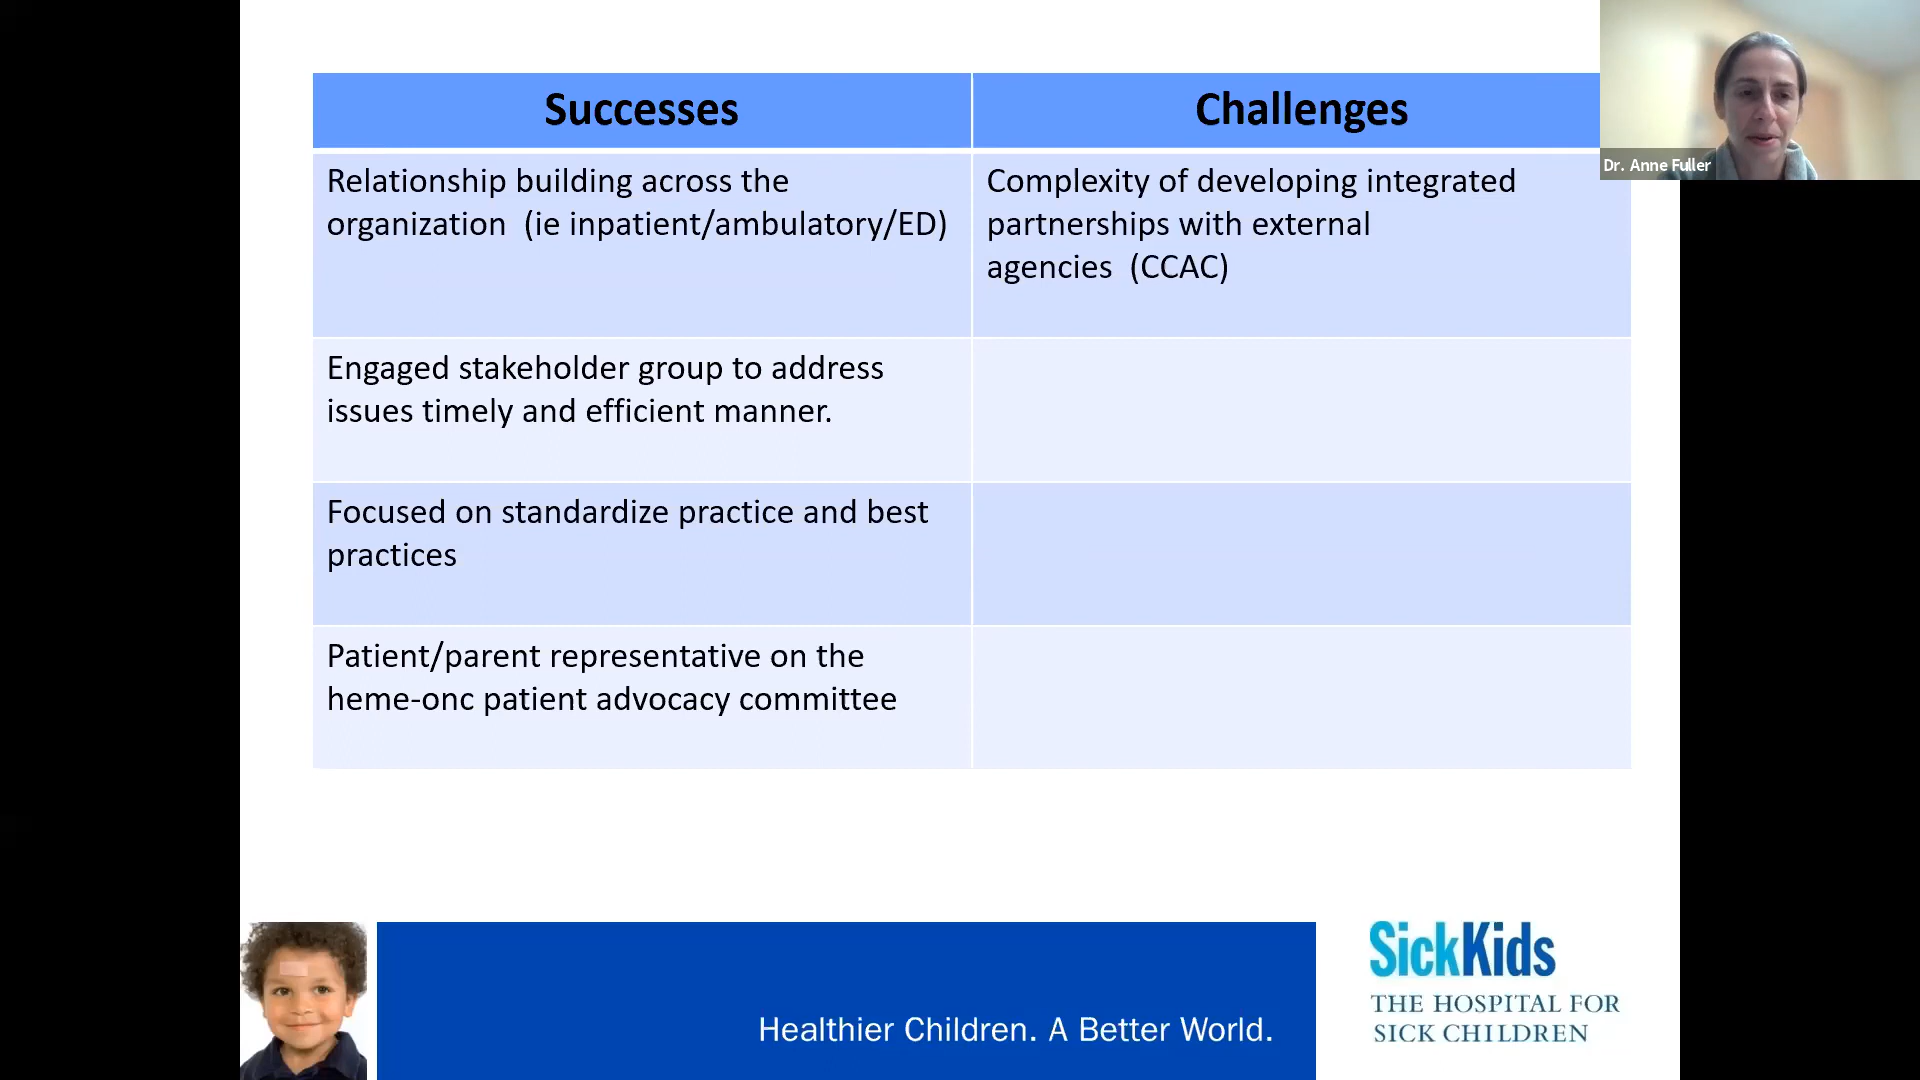 Successes
Challenges
Dr. Anne Fuller
Relationship building across the
organization (ie inpatient/ambulatory/ED)
Complexity of developing integrated
partnerships with external
agencies (CCAC)
Engaged stakeholder group to address
issues timely and efficient manner.
Focused on standardize practice and best
practices
Patient/parent representative on the
heme-onc patient advocacy committee
Healthier Children. A Better World.
SickKids
THE HOSPITAL FOR
SICK CHILDREN